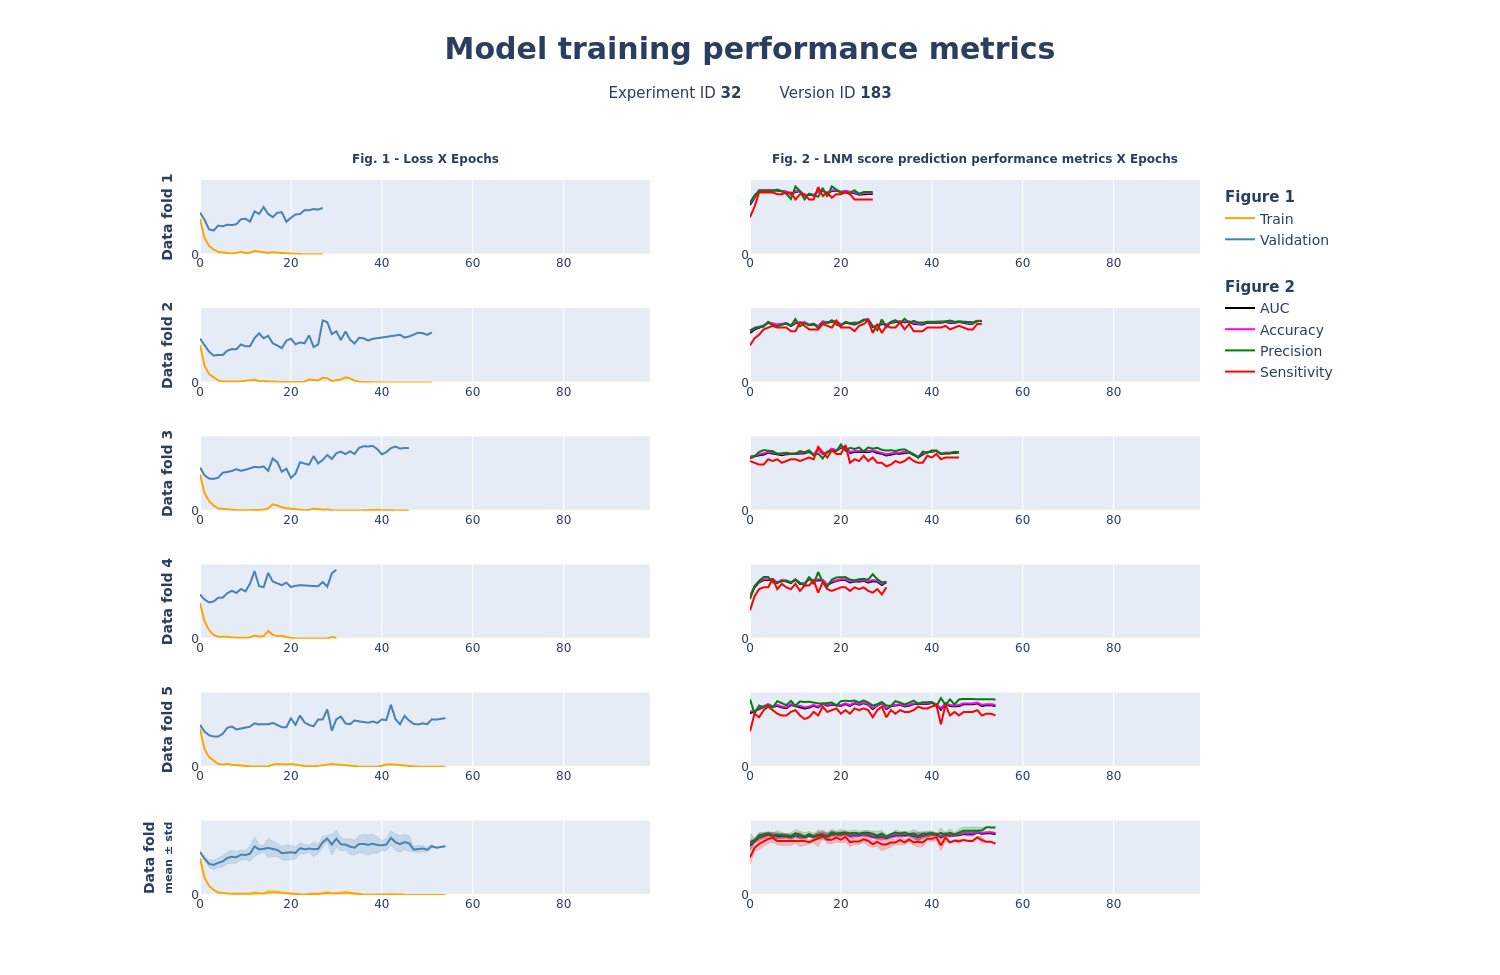 Model training performance metrics
Experiment ID 32 Version ID 183
Fig. 1 - Loss X Epochs
Fig. 2 - LNM score prediction performance metrics X Epochs
Data fold 1
0
0 20 40 60 80
0
0 20 40 60 80
Data fold 2
0
0 20 40 60 80
0
0 20 40 60 80
Data fold 3
0
0 20 40 60 80
0
0 20 40 60 80
Data fold 4
0
0 20 40 60 80
0
0 20 40 60 80
Data fold 5
0
0 20 40 60 80
0
0 20 40 60 80
Data fold
mean ± std
0
0 20 40 60 80
0
0 20 40 60 80
Figure 1
Train
Validation
Figure 2
AUC
Accuracy
Precision
Sensitivity